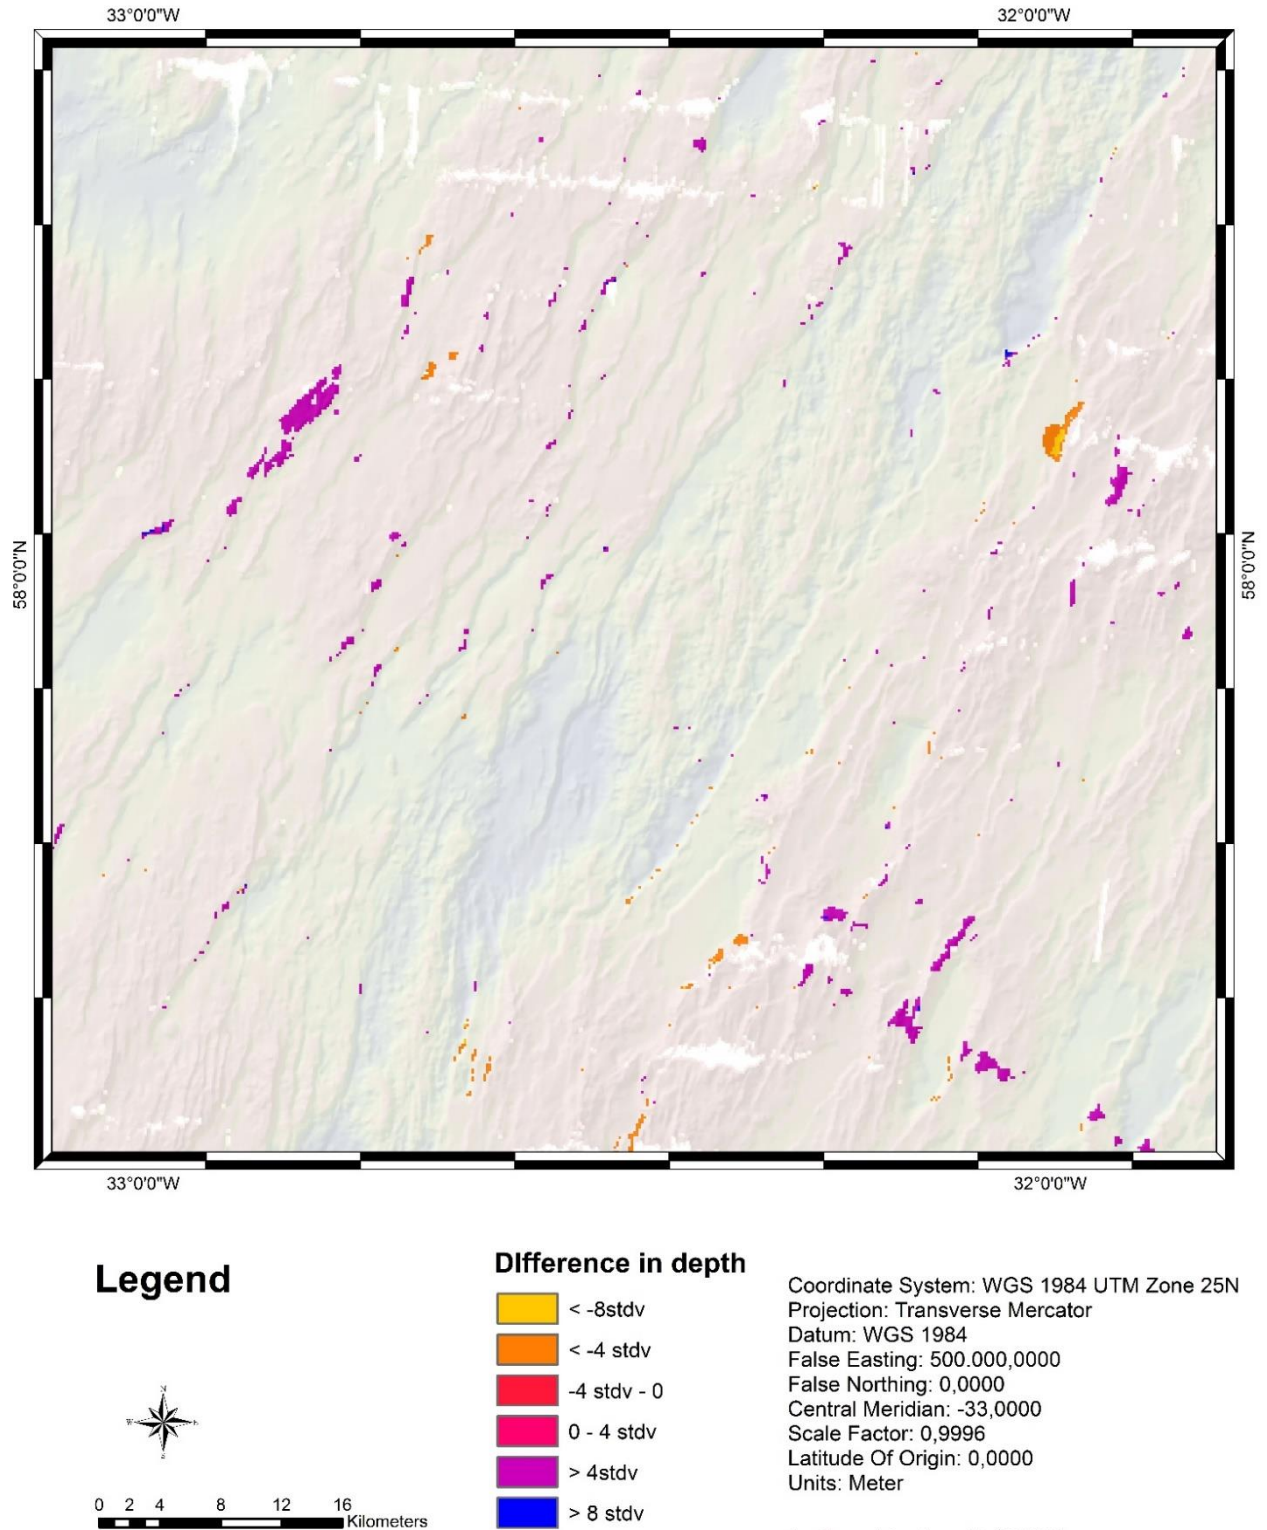 33°0'0"W 32°0'0"W
58°0'0"N 58°0'0"N
33°0'0"W 32°0'0"W
Legend
N
W E
S
0 2 4 8 12 16
Kilometers
DIfference in depth
< -8stdv
< -4 stdv
-4 stdv - 0
0 - 4 stdv
> 4stdv
> 8 stdv
Coordinate System: WGS 1984 UTM Zone 25N
Projection: Transverse Mercator
Datum: WGS 1984
False Easting: 500.000,0000
False Northing: 0,0000
Central Meridian: -33,0000
Scale Factor: 0,9996
Latitude Of Origin: 0,0000
Units: Meter